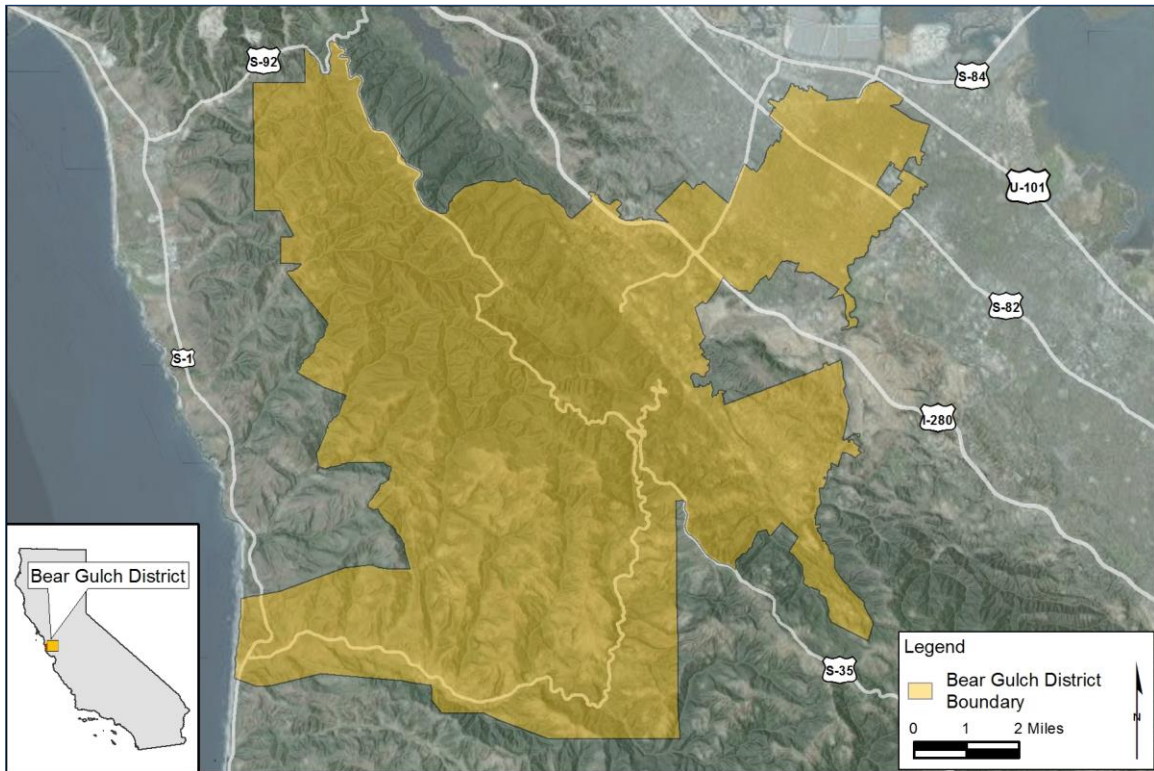 S-92
S-84
U-101
S-82
S-1
I-280
Bear Gulch District
S-35
Legend
Bear Gulch District
Boundary
0 1 2 Miles
N